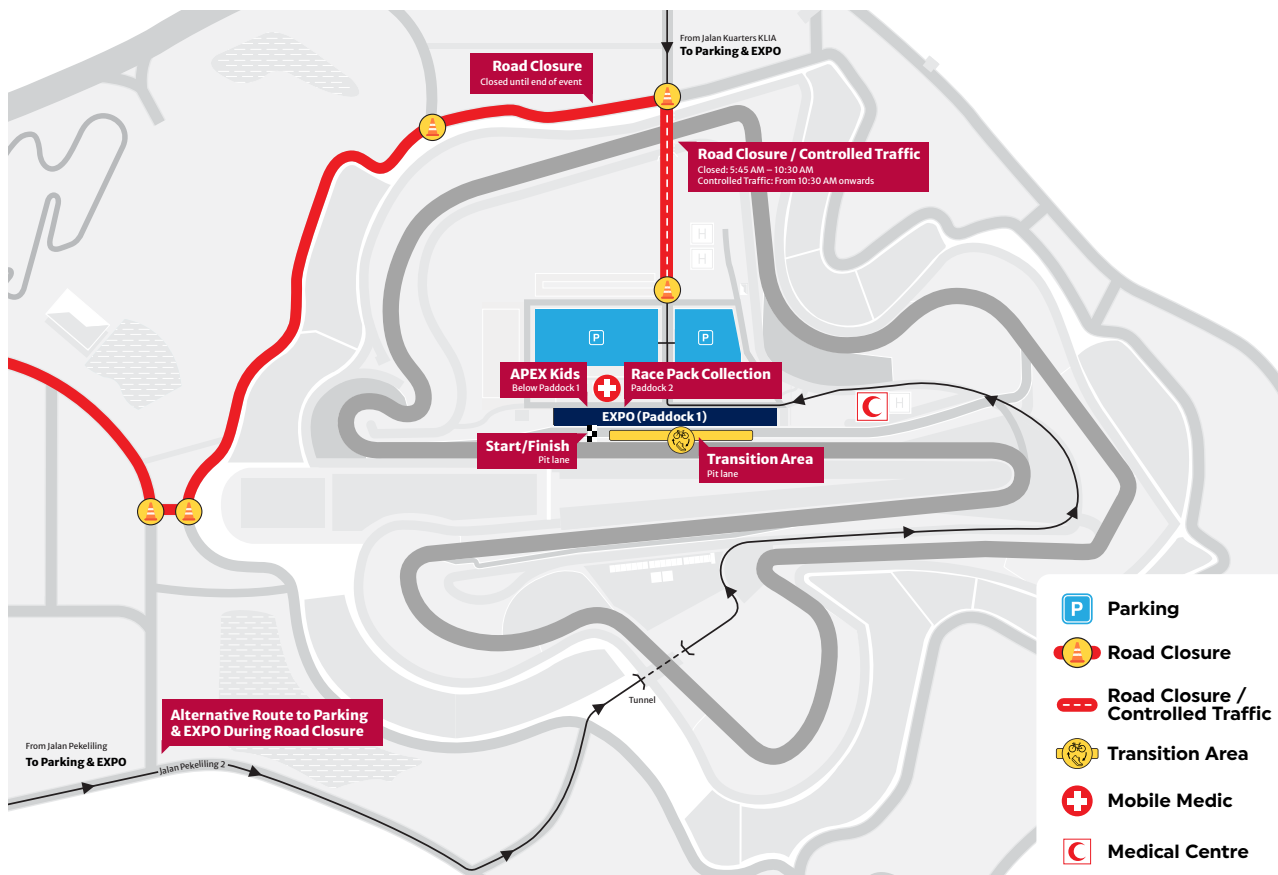 From Jalan Kuarters KLIA
To Parking & EXPO
Road Closure
Closed until end of event
Road Closure / Controlled Traffic
Closed: 5:45 AM – 10:30 AM
Controlled Traffic: From 10:30 AM onwards
H
H
P
P
APEX Kids
Below Paddock 1
Race Pack Collection
Paddock 2
H
EXPO (Paddock 1)
Start/Finish
Pit lane
Transition Area
Pit lane
Tunnel
Alternative Route to Parking
& EXPO During Road Closure
From Jalan Pekeliling
To Parking & EXPO
Jalan Pekeliling 2
P
Parking
Road Closure
Road Closure /
Controlled Traffic
Transition Area
Mobile Medic
Medical Centre